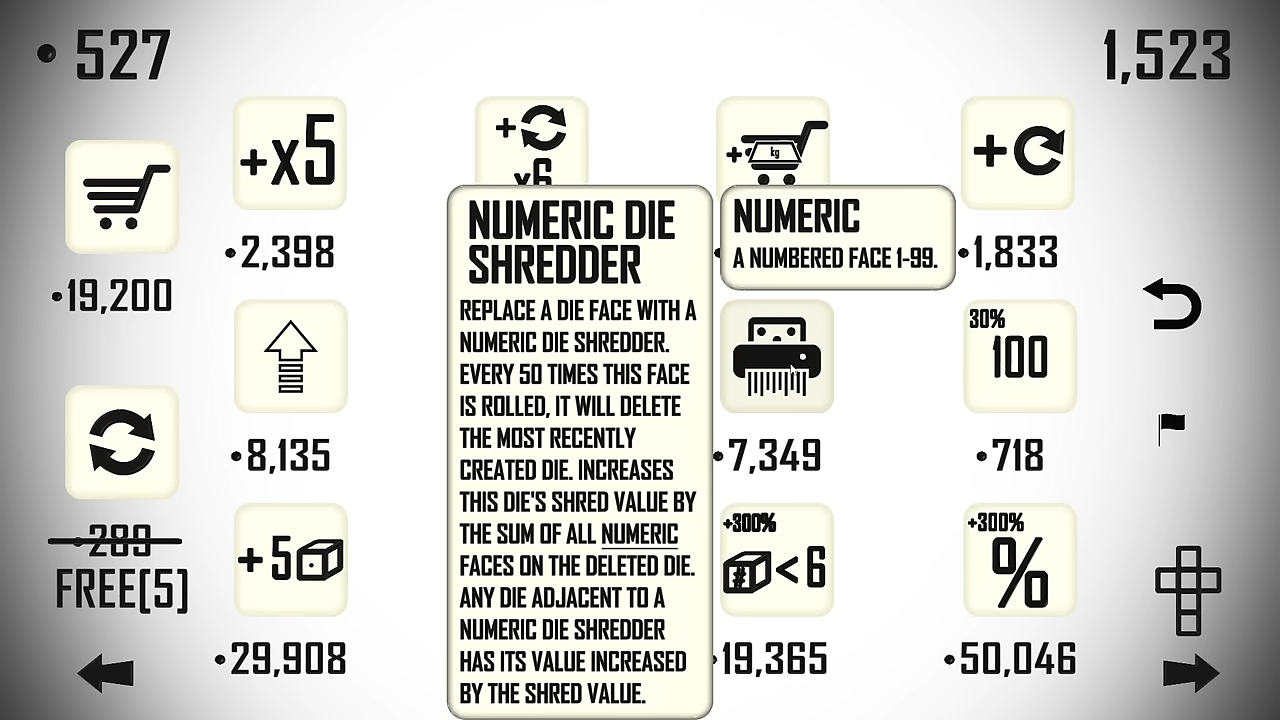 527
1,523
+x5
+
x6
+
kg
+
2,398
1,833
19,200
NUMERIC DIE
SHREDDER
REPLACE A DIE FACE WITH A
NUMERIC DIE SHREDDER.
EVERY 50 TIMES THIS FACE
IS ROLLED, IT WILL DELETE
THE MOST RECENTLY
CREATED DIE. INCREASES
THIS DIE'S SHRED VALUE BY
THE SUM OF ALL NUMERIC
FACES ON THE DELETED DIE.
ANY DIE ADJACENT TO A
NUMERIC DIE SHREDDER
HAS ITS VALUE INCREASED
BY THE SHRED VALUE.
NUMERIC
A NUMBERED FACE 1-99.
30%
100
8,135
7,349
718
289
FREE(5)
+5
+300%
#<6
+300%
%
29,908
19,365
50,046